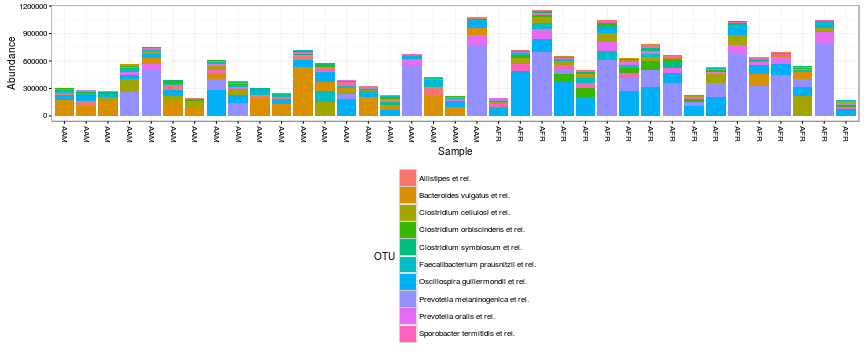 1200000
900000
600000
300000
0
Abundance
AAM AAM AAM AAM AAM AAM AAM AAM AAM AAM AAM AAM AAM AAM AAM AAM AAM AAM AAM AAM AFR AFR AFR AFR AFR AFR AFR AFR AFR AFR AFR AFR AFR AFR AFR AFR AFR
Sample
OTU
Allistipes et rel.
Bacteroides vulgatus et rel.
Clostridium cellulosi et rel.
Clostridium orbiscindens et rel.
Clostridium symbiosum et rel.
Faecalibacterium prausnitzii et rel.
Oscillospira guillermondii et rel.
Prevotella melaninogenica et rel.
Prevotella oralis et rel.
Sporobacter termitidis et rel.